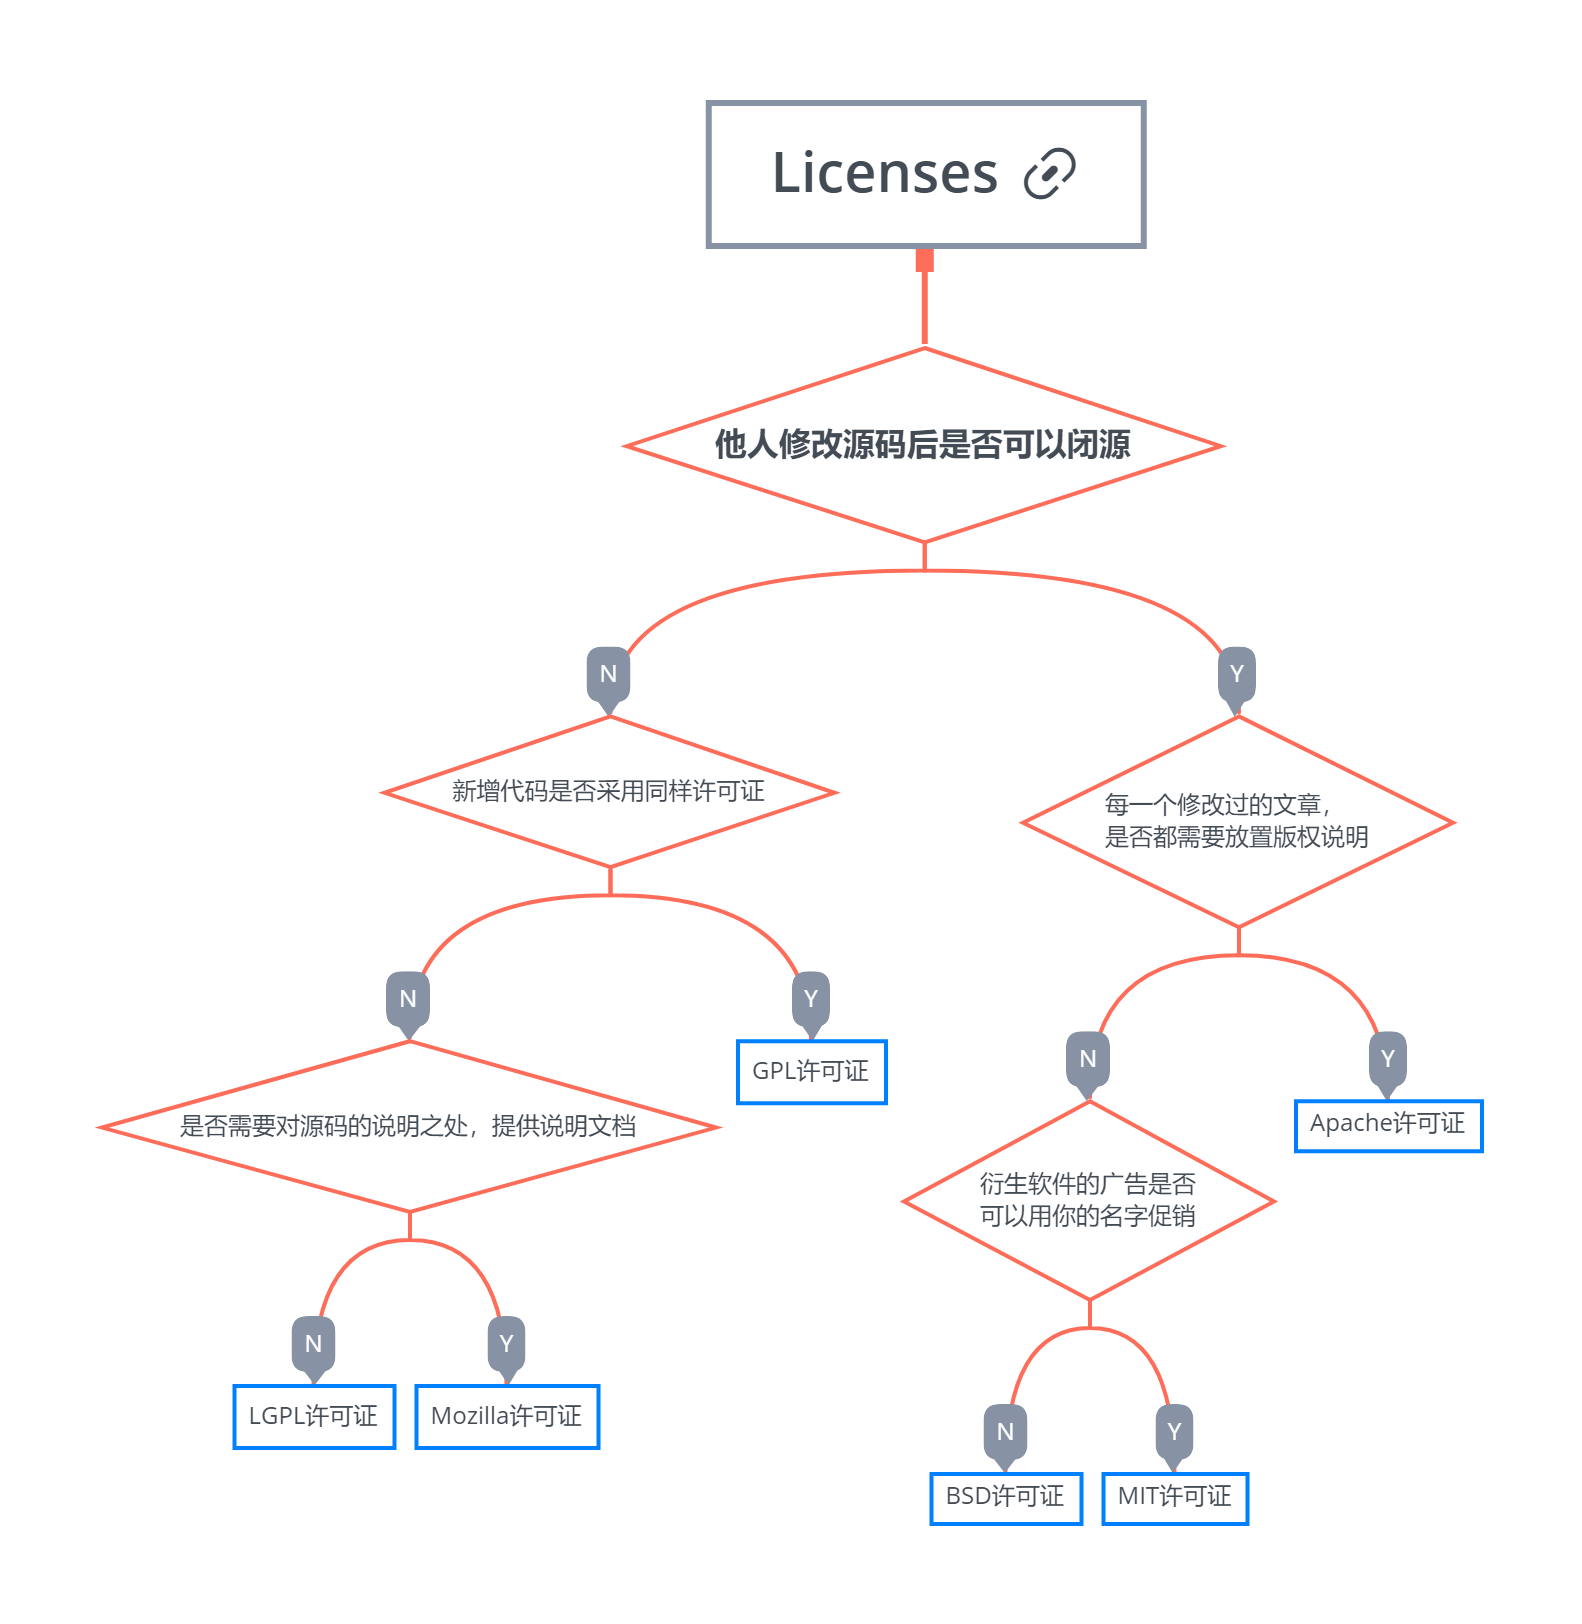 Licenses
他人修改源码后是否可以闭源
N
Y
新增代码是否采用同样许可证
每一个修改过的文章，
是否都需要放置版权说明
N
Y
N
Y
GPL许可证
Apache许可证
是否需要对源码的说明之处，提供说明文档
衍生软件的广告是否
可以用你的名字促销
N
Y
N
Y
LGPL许可证
Mozilla许可证
BSD许可证
MIT许可证